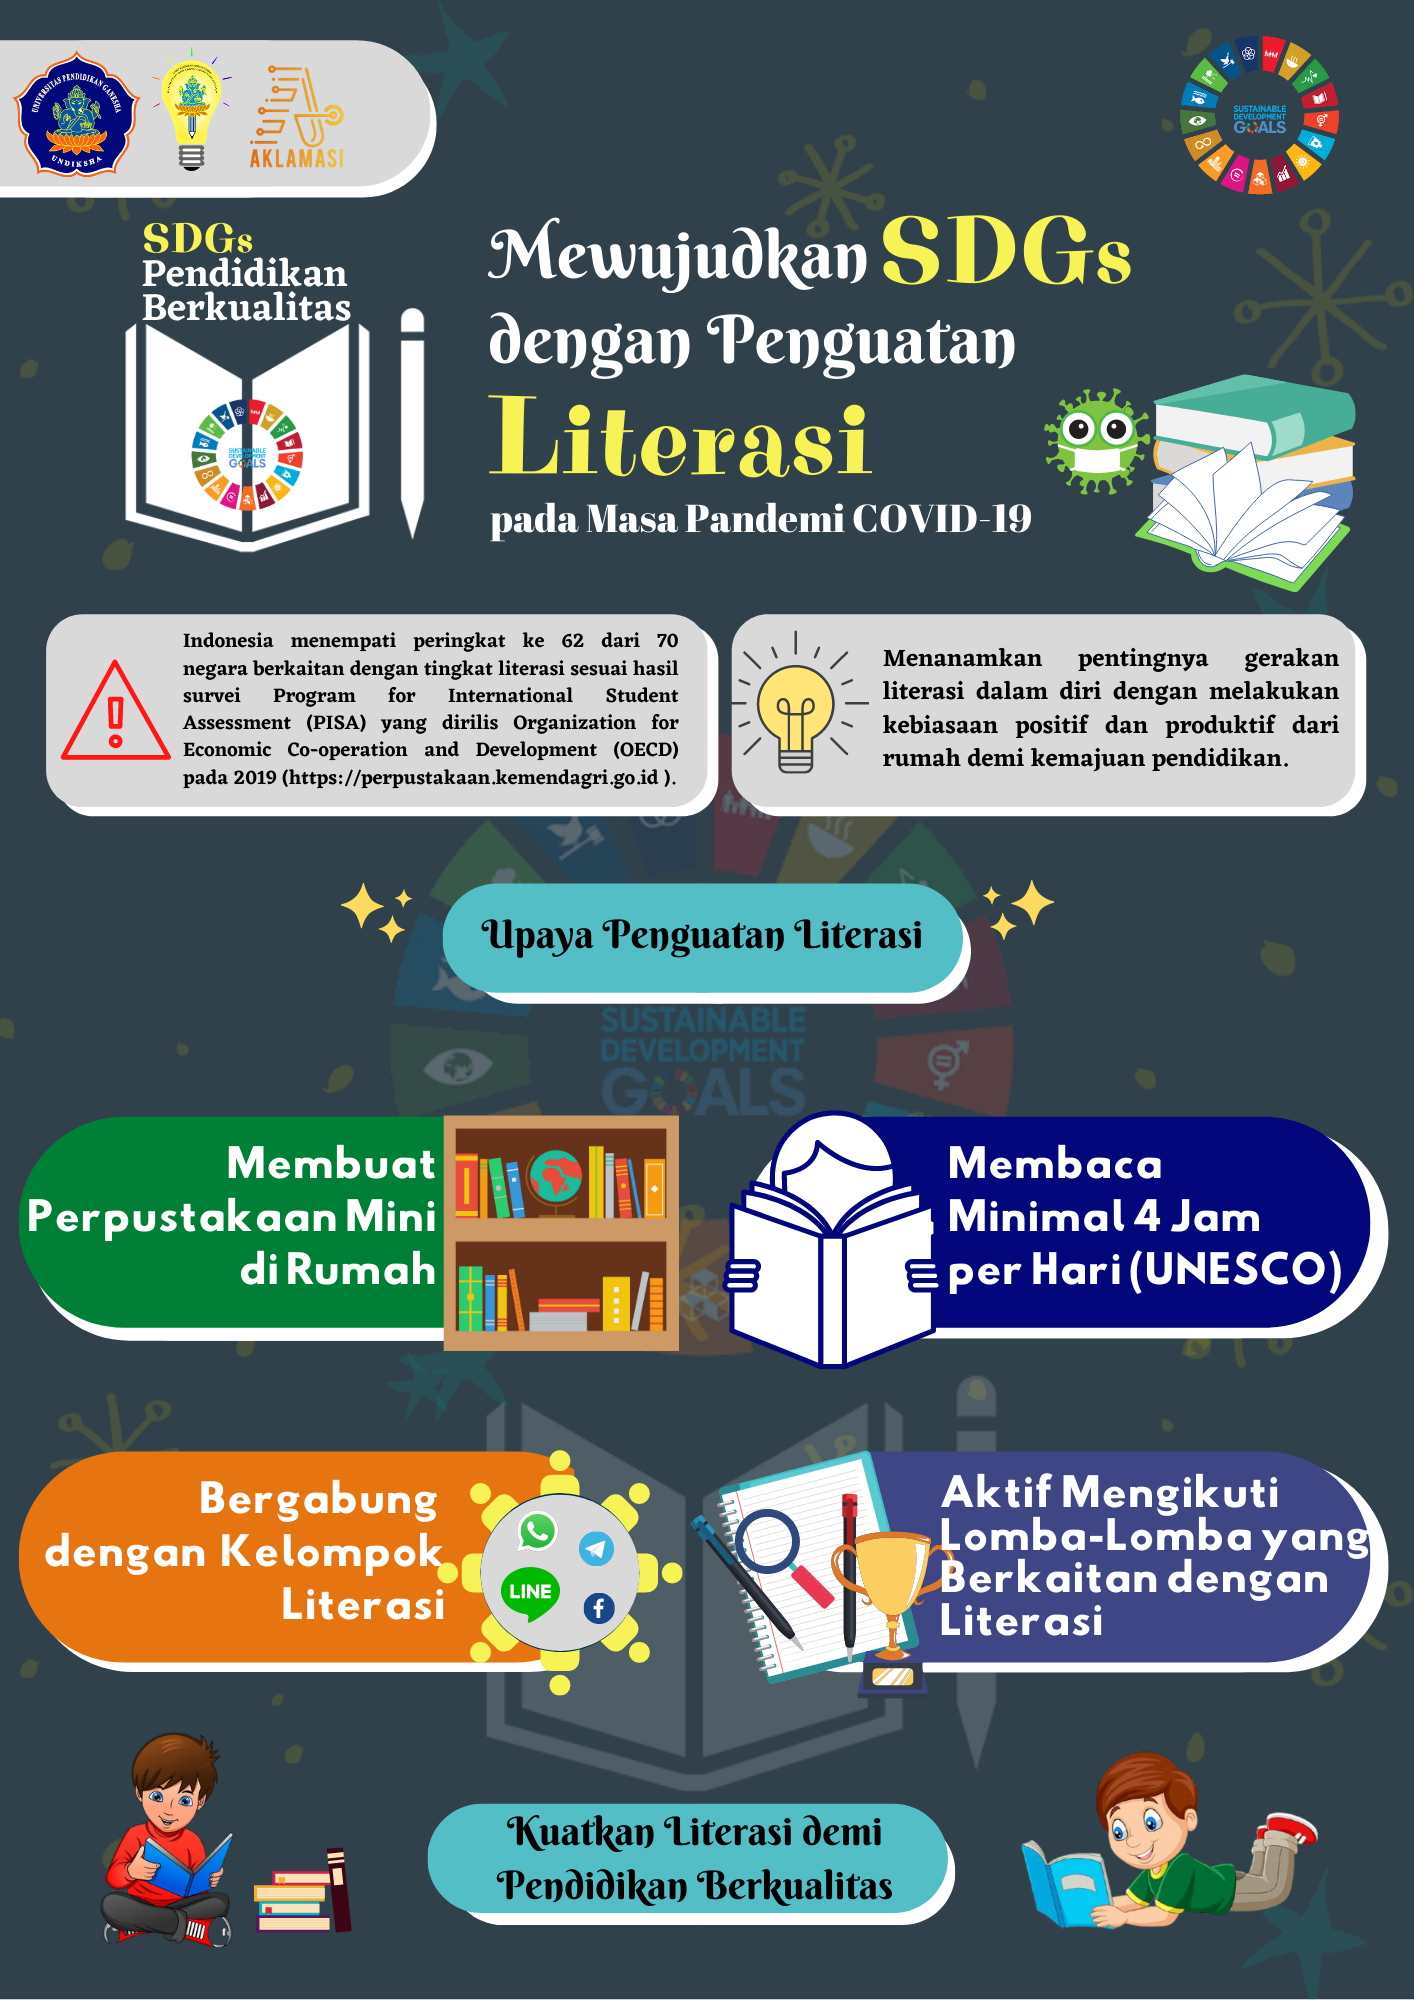 UNIVERSITAS PENDIDIKAN GANESHA
UNDIKSHA
AKLAMASI
SUSTAINABLE
DEVELOPMENT
GOALS
SDGs
Pendidikan
Berkualitas
SUSTAINABLE
DEVELOPMENT
GOALS
Mewujudkan SDGs
dengan Penguatan
Literasi
pada Masa Pandemi COVID-19
Indonesia menempati peringkat ke 62 dari 70
negara berkaitan dengan tingkat literasi sesuai hasil
survei Program for International Student
Assessment (PISA) yang dirilis Organization for
Economic Co-operation and Development (OECD)
pada 2019 (https://perpustakaan.kemendagri.go.id ).
Menanamkan pentingnya gerakan
literasi dalam diri dengan melakukan
kebiasaan positif dan produktif dari
rumah demi kemajuan pendidikan.
Upaya Penguatan Literasi
SUSTAINABLE
DEVELOPMENT
GOALS
Membuat
Perpustakaan Mini
di Rumah
Membaca
Minimal 4 Jam
per Hari (UNESCO)
Bergabung
dengan Kelompok
Literasi
LINE
Aktif Mengikuti
Lomba-Lomba yang
Berkaitan dengan
Literasi
Kuatkan Literasi demi
Pendidikan Berkualitas